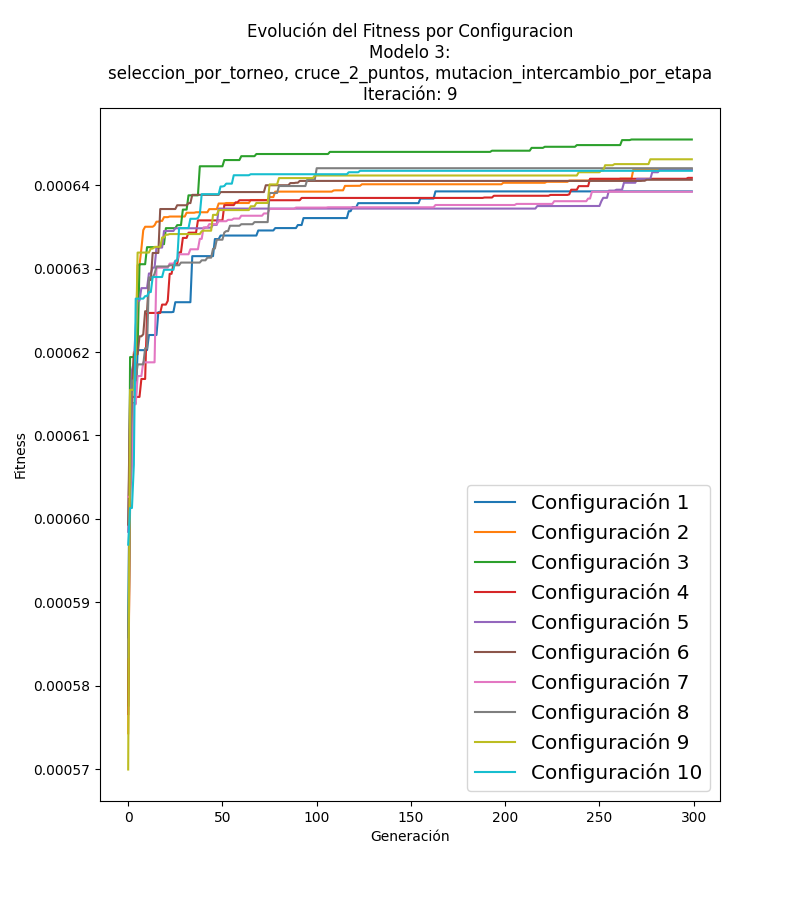 Evolución del Fitness por Configuracion
Modelo 3:
seleccion_por_torneo, cruce_2_puntos, mutacion_intercambio_por_etapa
Iteración: 9
Fitness
0.00064
0.00063
0.00062
0.00061
0.00060
0.00059
0.00058
0.00057
Configuración 1
Configuración 2
Configuración 3
Configuración 4
Configuración 5
Configuración 6
Configuración 7
Configuración 8
Configuración 9
Configuración 10
0 50 100 150 200 250 300
Generación